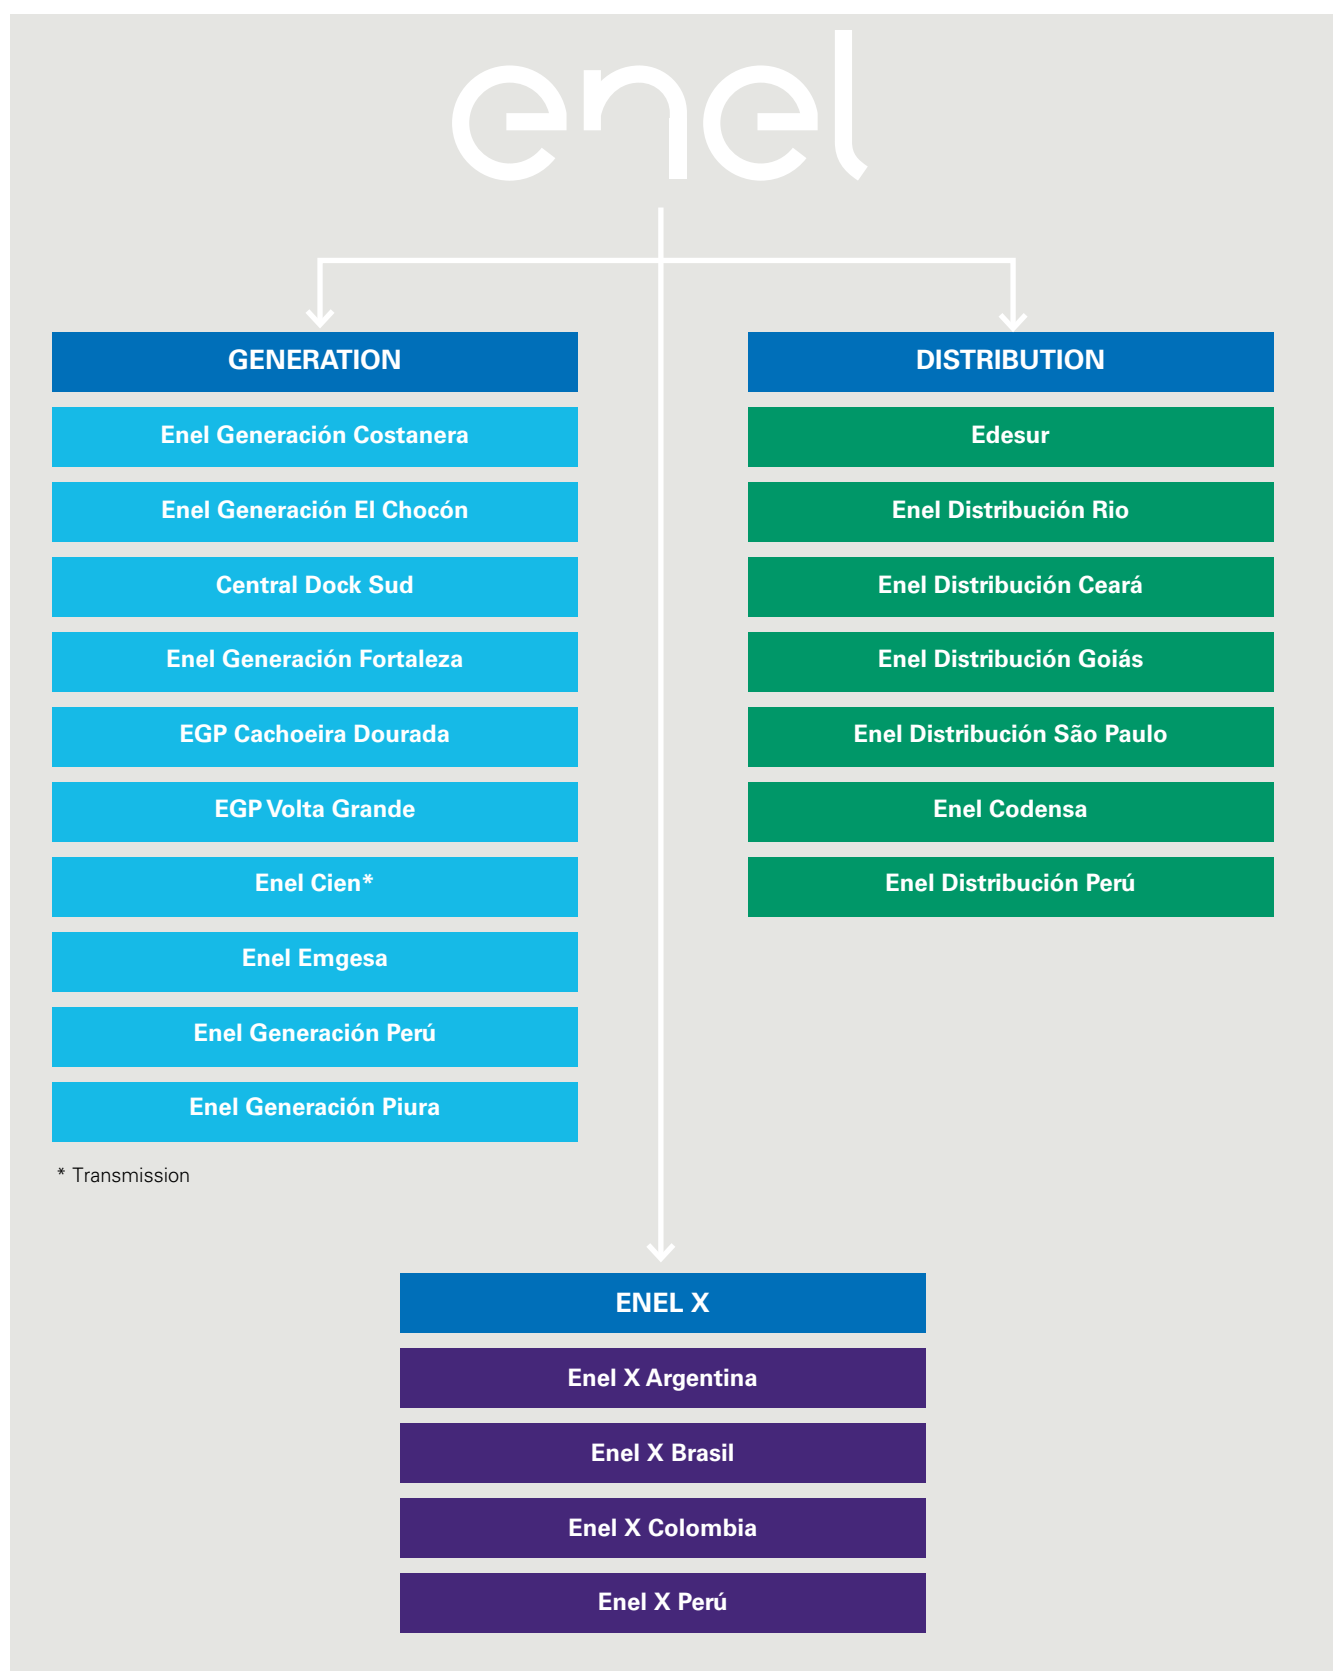 enel
GENERATION
Enel Generación Costanera
Enel Generación El Chocón
Central Dock Sud
Enel Generación Fortaleza
EGP Cachoeira Dourada
EGP Volta Grande
Enel Cien*
Enel Emgesa
Enel Generación Perú
Enel Generación Piura
* Transmission
DISTRIBUTION
Edesur
Enel Distribución Rio
Enel Distribución Ceará
Enel Distribución Goiás
Enel Distribución São Paulo
Enel Codensa
Enel Distribución Perú
ENEL X
Enel X Argentina
Enel X Brasil
Enel X Colombia
Enel X Perú